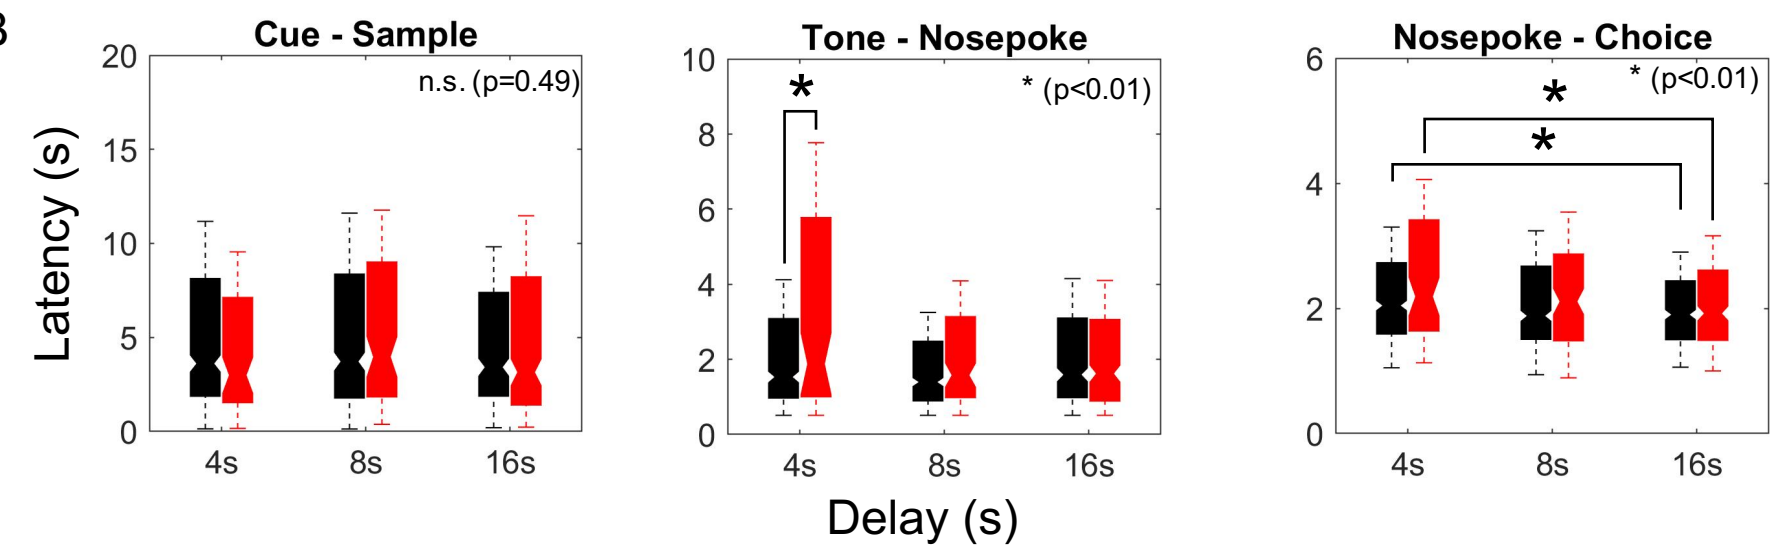 Cue - Sample
n.s. (p=0.49)
20
15
10
5
0
4s 8s 16s
Latency (s)
Tone - Nosepoke
* (p<0.01)
*
10
8
6
4
2
0
4s 8s 16s
Delay (s)
Nosepoke - Choice
* (p<0.01)
*
*
6
4
2
0
4s 8s 16s